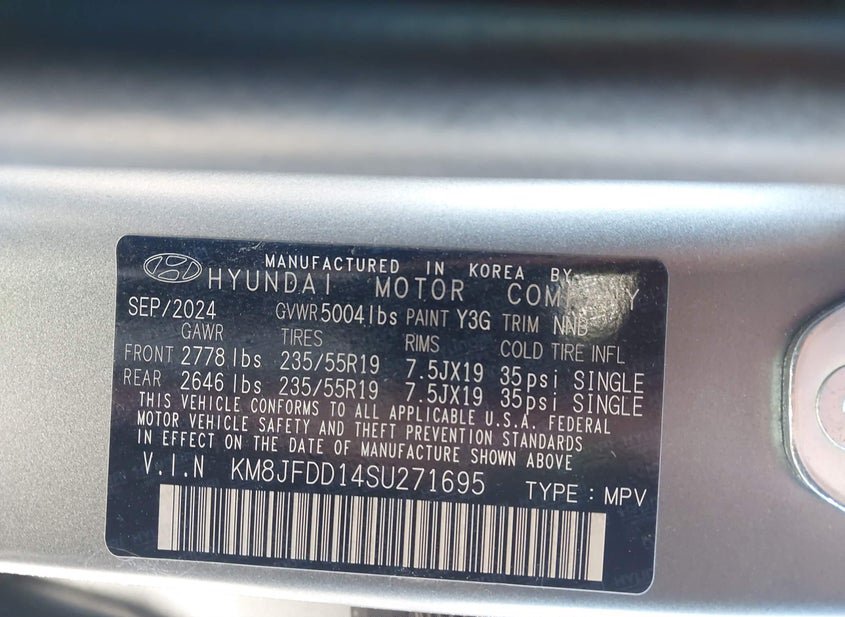 MANUFACTURED IN KOREA BY
HYUNDAI MOTOR COMPANY
SEP/2024 GVWR 5004 lbs PAINT Y3G TRIM NNB
GAWR TIRES RIMS COLD TIRE INFL
FRONT 2778 lbs 235/55R19 7.5JX19 35psi SINGLE
REAR 2646 lbs 235/55R19 7.5JX19 35psi SINGLE
THIS VEHICLE CONFORMS TO ALL APPLICABLE U.S.A. FEDERAL
MOTOR VEHICLE SAFETY AND THEFT PREVENTION STANDARDS
IN EFFECT ON THE DATE OF MANUFACTURE SHOWN ABOVE
V.I.N KM8JFDD14SU271695 TYPE : MPV